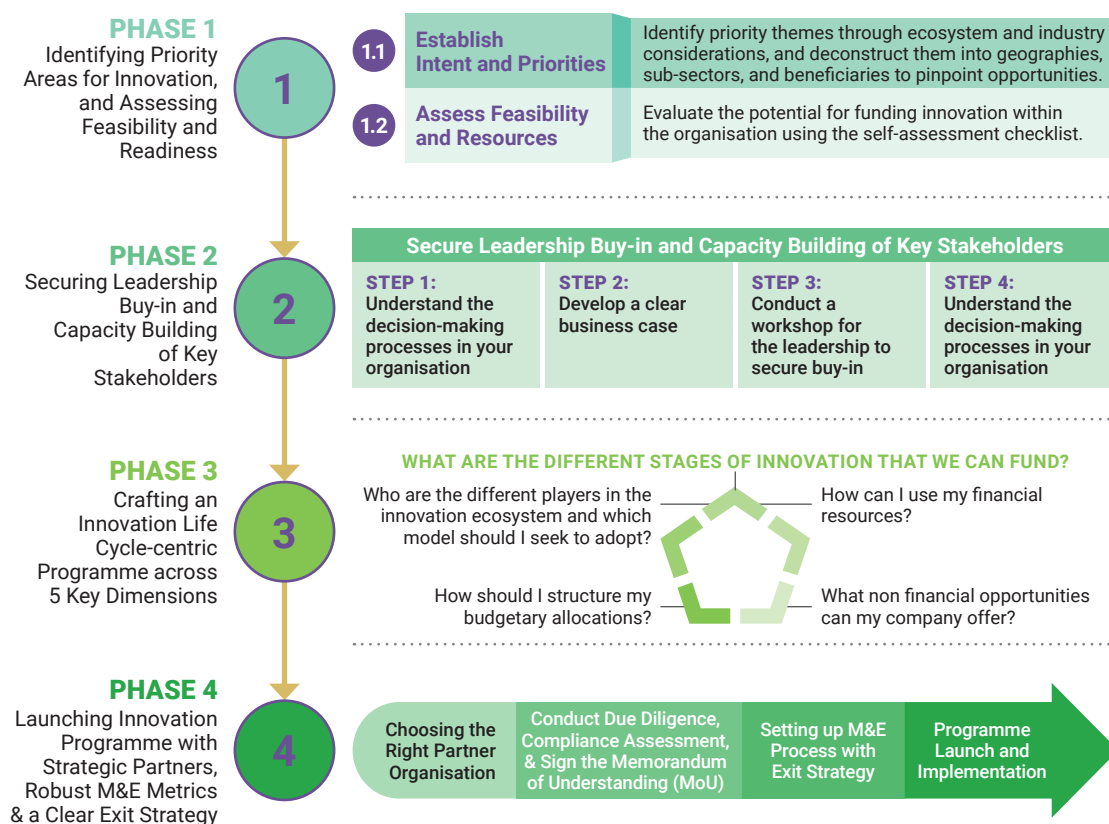 PHASE 1
Identifying Priority
Areas for Innovation,
and Assessing
Feasibility and
Readiness
1
1.1
Establish
Intent and Priorities
Identify priority themes through ecosystem and industry
considerations, and deconstruct them into geographies,
sub-sectors, and beneficiaries to pinpoint opportunities.
1.2
Assess Feasibility
and Resources
Evaluate the potential for funding innovation within
the organisation using the self-assessment checklist.
PHASE 2
Securing Leadership
Buy-in and
Capacity Building
of Key
Stakeholders
2
Secure Leadership Buy-in and Capacity Building of Key Stakeholders
STEP 1:
Understand the
decision-making
processes in your
organisation
STEP 2:
Develop a clear
business case
STEP 3:
Conduct a
workshop for
the leadership to
secure buy-in
STEP 4:
Understand the
decision-making
processes in your
organisation
PHASE 3
Crafting an
Innovation Life
Cycle-centric
Programme across
5 Key Dimensions
3
WHAT ARE THE DIFFERENT STAGES OF INNOVATION THAT WE CAN FUND?
Who are the different players in the
innovation ecosystem and which
model should I seek to adopt?
How can I use my financial
resources?
How should I structure my
budgetary allocations?
What non financial opportunities
can my company offer?
PHASE 4
Launching Innovation
Programme with
Strategic Partners,
Robust M&E Metrics
& a Clear Exit Strategy
4
Choosing the
Right Partner
Organisation
Conduct Due Diligence,
Compliance Assessment,
& Sign the Memorandum
of Understanding (MoU)
Setting up M&E
Process with
Exit Strategy
Programme
Launch and
Implementation